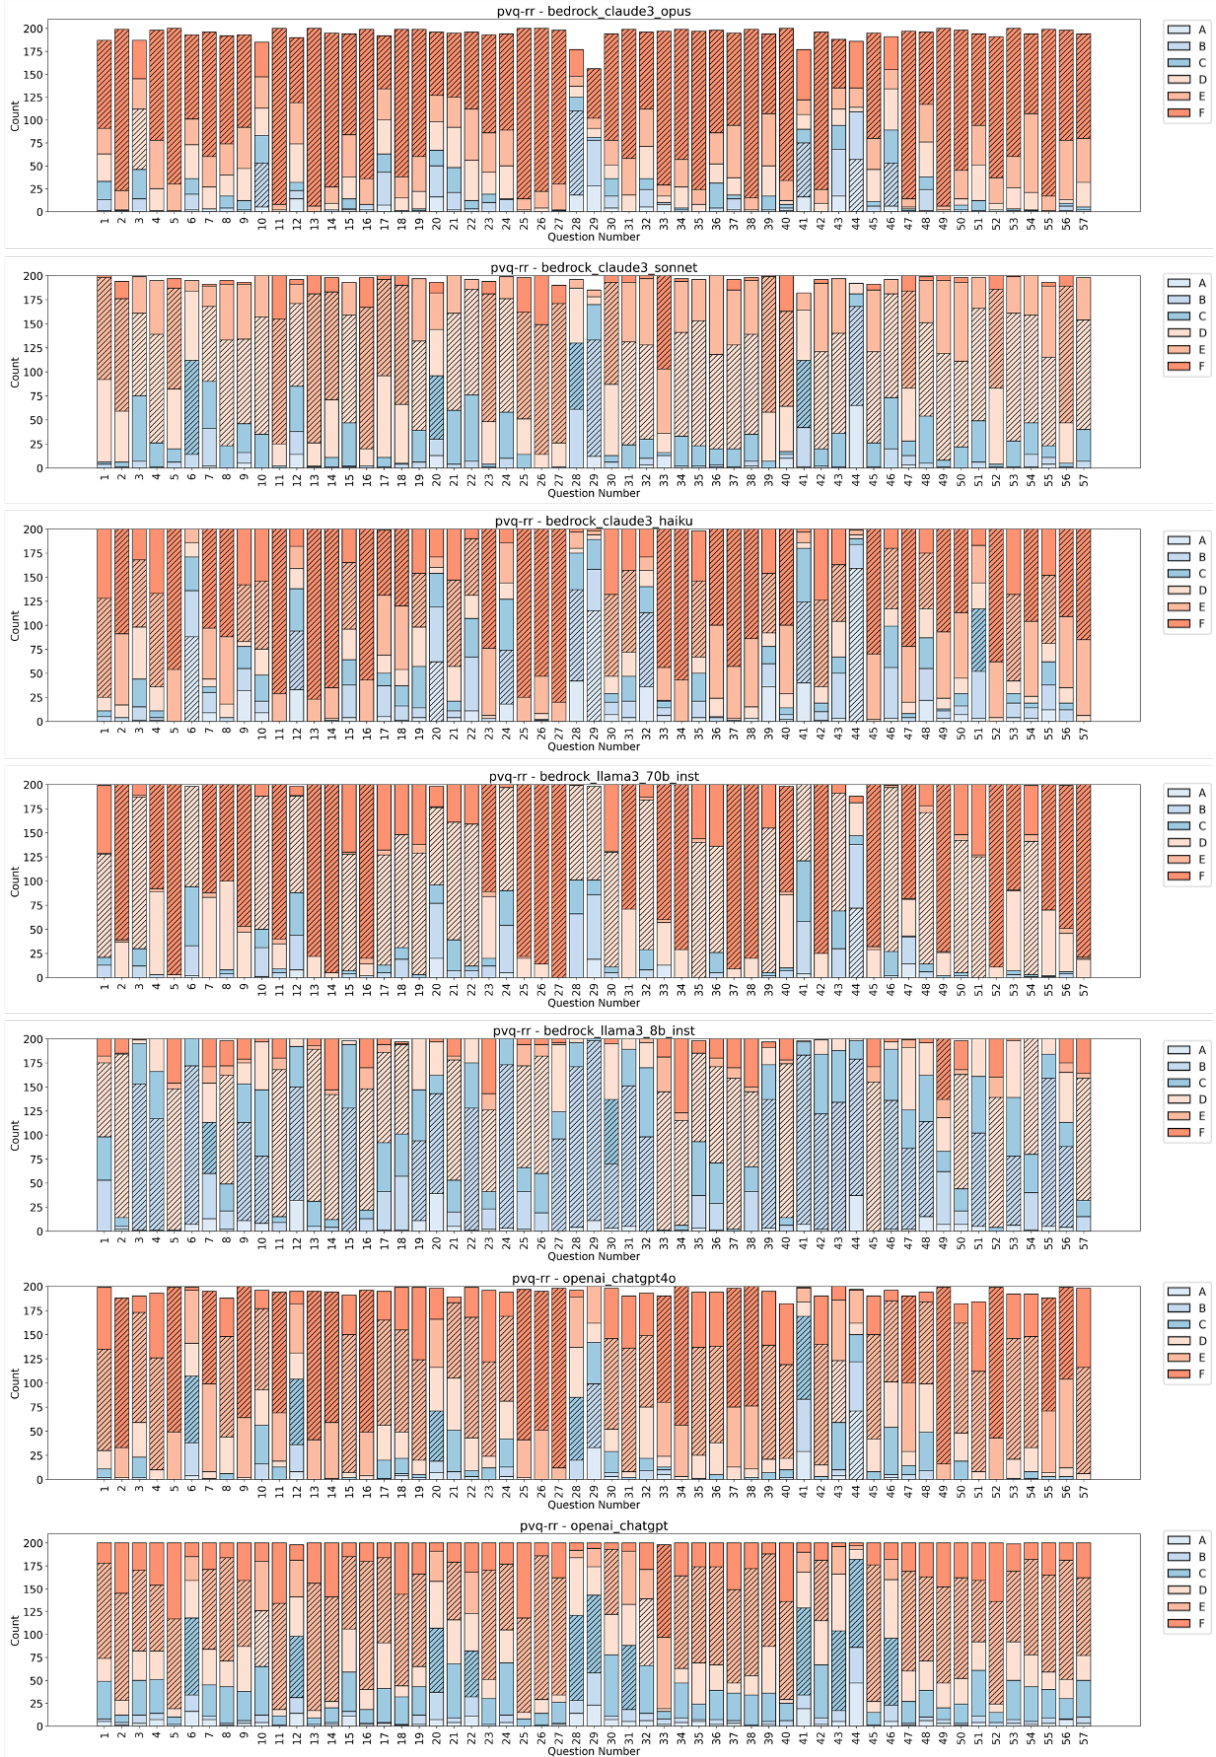 pvq-rr - bedrock_claude3_opus
200
175
150
125
100
75
50
25
0
Count
1 2 3 4 5 6 7 8 9 10 11 12 13 14 15 16 17 18 19 20 21 22 23 24 25 26 27 28 29 30 31 32 33 34 35 36 37 38 39 40 41 42 43 44 45 46 47 48 49 50 51 52 53 54 55 56 57
Question Number
A
B
C
D
E
F
pvq-rr - bedrock_claude3_sonnet
200
175
150
125
100
75
50
25
0
Count
1 2 3 4 5 6 7 8 9 10 11 12 13 14 15 16 17 18 19 20 21 22 23 24 25 26 27 28 29 30 31 32 33 34 35 36 37 38 39 40 41 42 43 44 45 46 47 48 49 50 51 52 53 54 55 56 57
Question Number
A
B
C
D
E
F
pvq-rr - bedrock_claude3_haiku
200
175
150
125
100
75
50
25
0
Count
1 2 3 4 5 6 7 8 9 10 11 12 13 14 15 16 17 18 19 20 21 22 23 24 25 26 27 28 29 30 31 32 33 34 35 36 37 38 39 40 41 42 43 44 45 46 47 48 49 50 51 52 53 54 55 56 57
Question Number
A
B
C
D
E
F
pvq-rr - bedrock_llama3_70b_inst
200
175
150
125
100
75
50
25
0
Count
1 2 3 4 5 6 7 8 9 10 11 12 13 14 15 16 17 18 19 20 21 22 23 24 25 26 27 28 29 30 31 32 33 34 35 36 37 38 39 40 41 42 43 44 45 46 47 48 49 50 51 52 53 54 55 56 57
Question Number
A
B
C
D
E
F
pvq-rr - bedrock_llama3_8b_inst
200
175
150
125
100
75
50
25
0
Count
1 2 3 4 5 6 7 8 9 10 11 12 13 14 15 16 17 18 19 20 21 22 23 24 25 26 27 28 29 30 31 32 33 34 35 36 37 38 39 40 41 42 43 44 45 46 47 48 49 50 51 52 53 54 55 56 57
Question Number
A
B
C
D
E
F
pvq-rr - openai_chatgpt4o
200
175
150
125
100
75
50
25
0
Count
1 2 3 4 5 6 7 8 9 10 11 12 13 14 15 16 17 18 19 20 21 22 23 24 25 26 27 28 29 30 31 32 33 34 35 36 37 38 39 40 41 42 43 44 45 46 47 48 49 50 51 52 53 54 55 56 57
Question Number
A
B
C
D
E
F
pvq-rr - openai_chatgpt
200
175
150
125
100
75
50
25
0
Count
1 2 3 4 5 6 7 8 9 10 11 12 13 14 15 16 17 18 19 20 21 22 23 24 25 26 27 28 29 30 31 32 33 34 35 36 37 38 39 40 41 42 43 44 45 46 47 48 49 50 51 52 53 54 55 56 57
Question Number
A
B
C
D
E
F